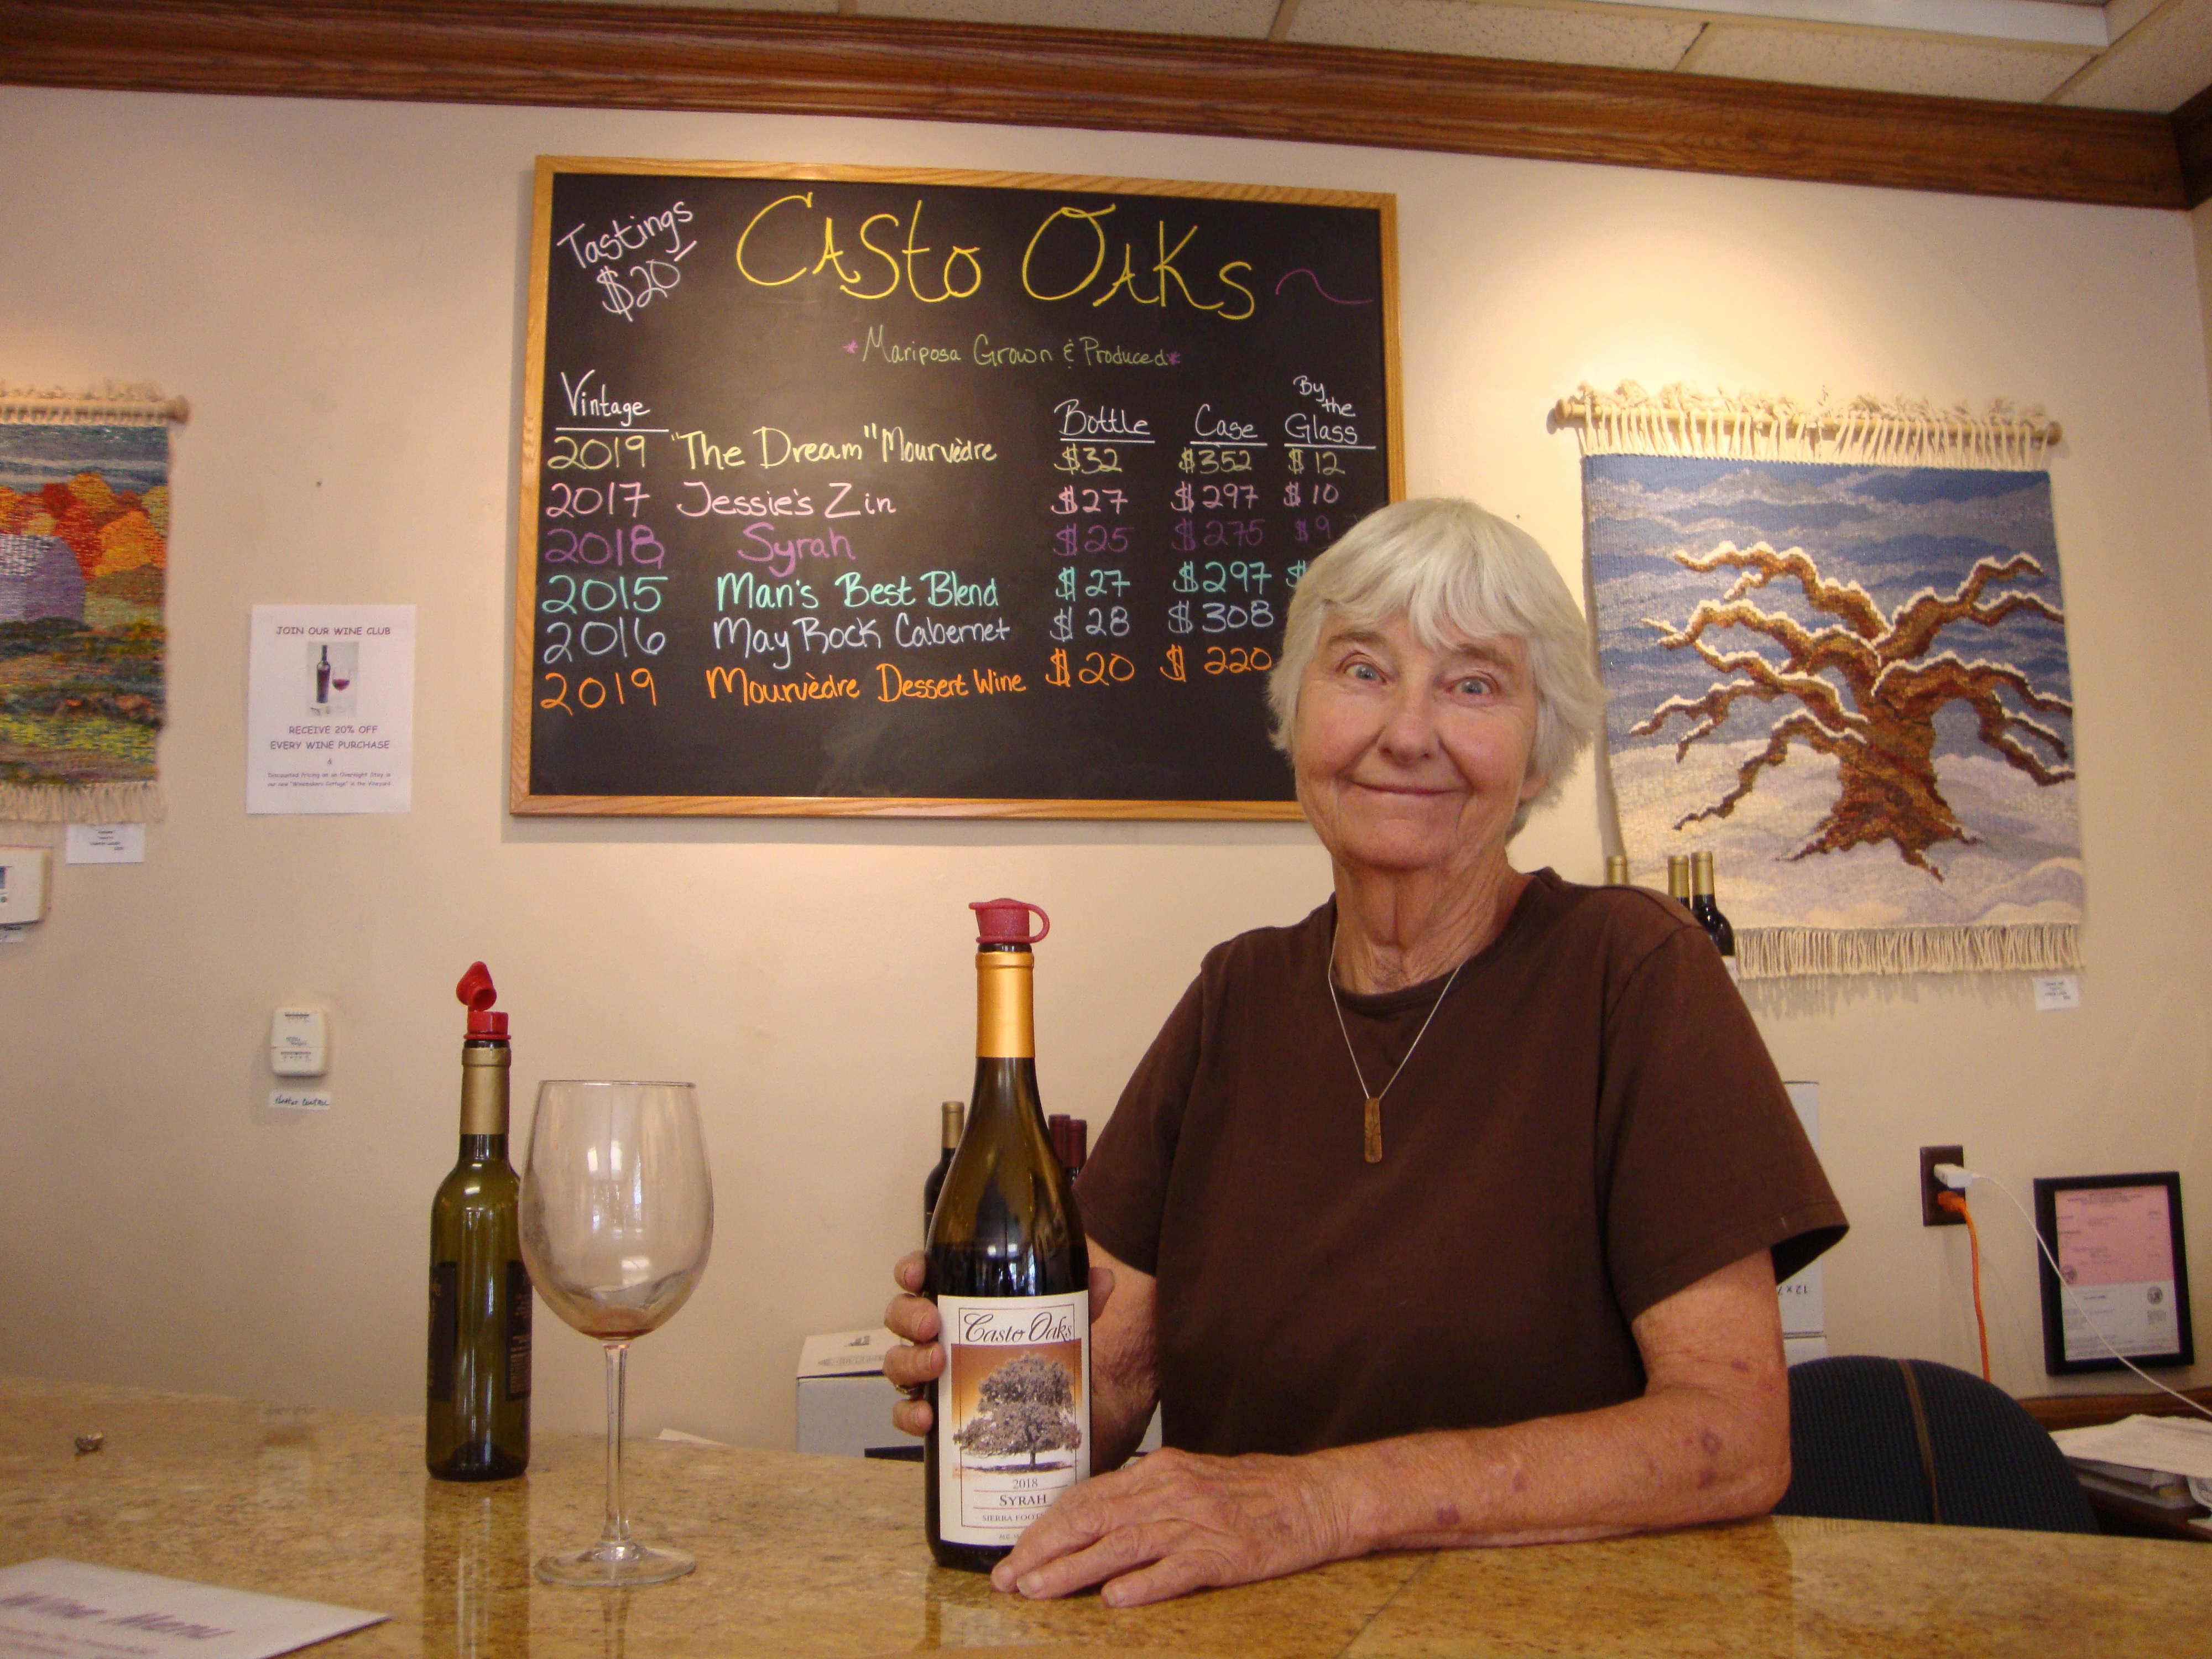 Tastings
$20
CASto OAKs
*Mariposa Grown & Produced*
Vintage Bottle Case By the Glass
2019 "The Dream" Mourvèdre $32 $352 $12
2017 Jessie's Zin $27 $297 $10
2018 Syrah $25 $275 $9
2015 Man's Best Blend $27 $297 $
2016 May Rock Cabernet $28 $308
2019 Mourvèdre Dessert Wine $20 $220
JOIN OUR WINE CLUB
RECEIVE 20% OFF
EVERY WINE PURCHASE
&
Discounted Pricing on an Overnight Stay in
our new "Winemakers Cottage" in the Vineyard
Casto Oaks
2018
SYRAH
SIERRA FOOT
Wine Menu